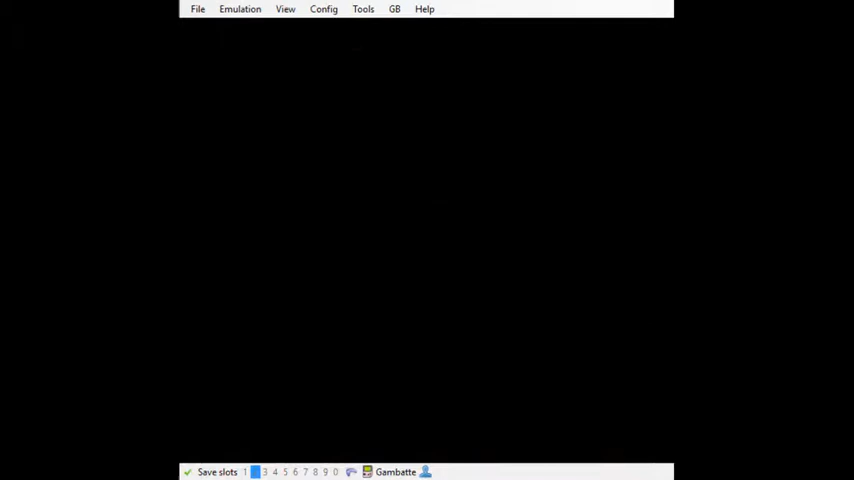 File Emulation View Config Tools GB Help
Save slots 1 3 4 5 6 7 8 9 0 Gambatte